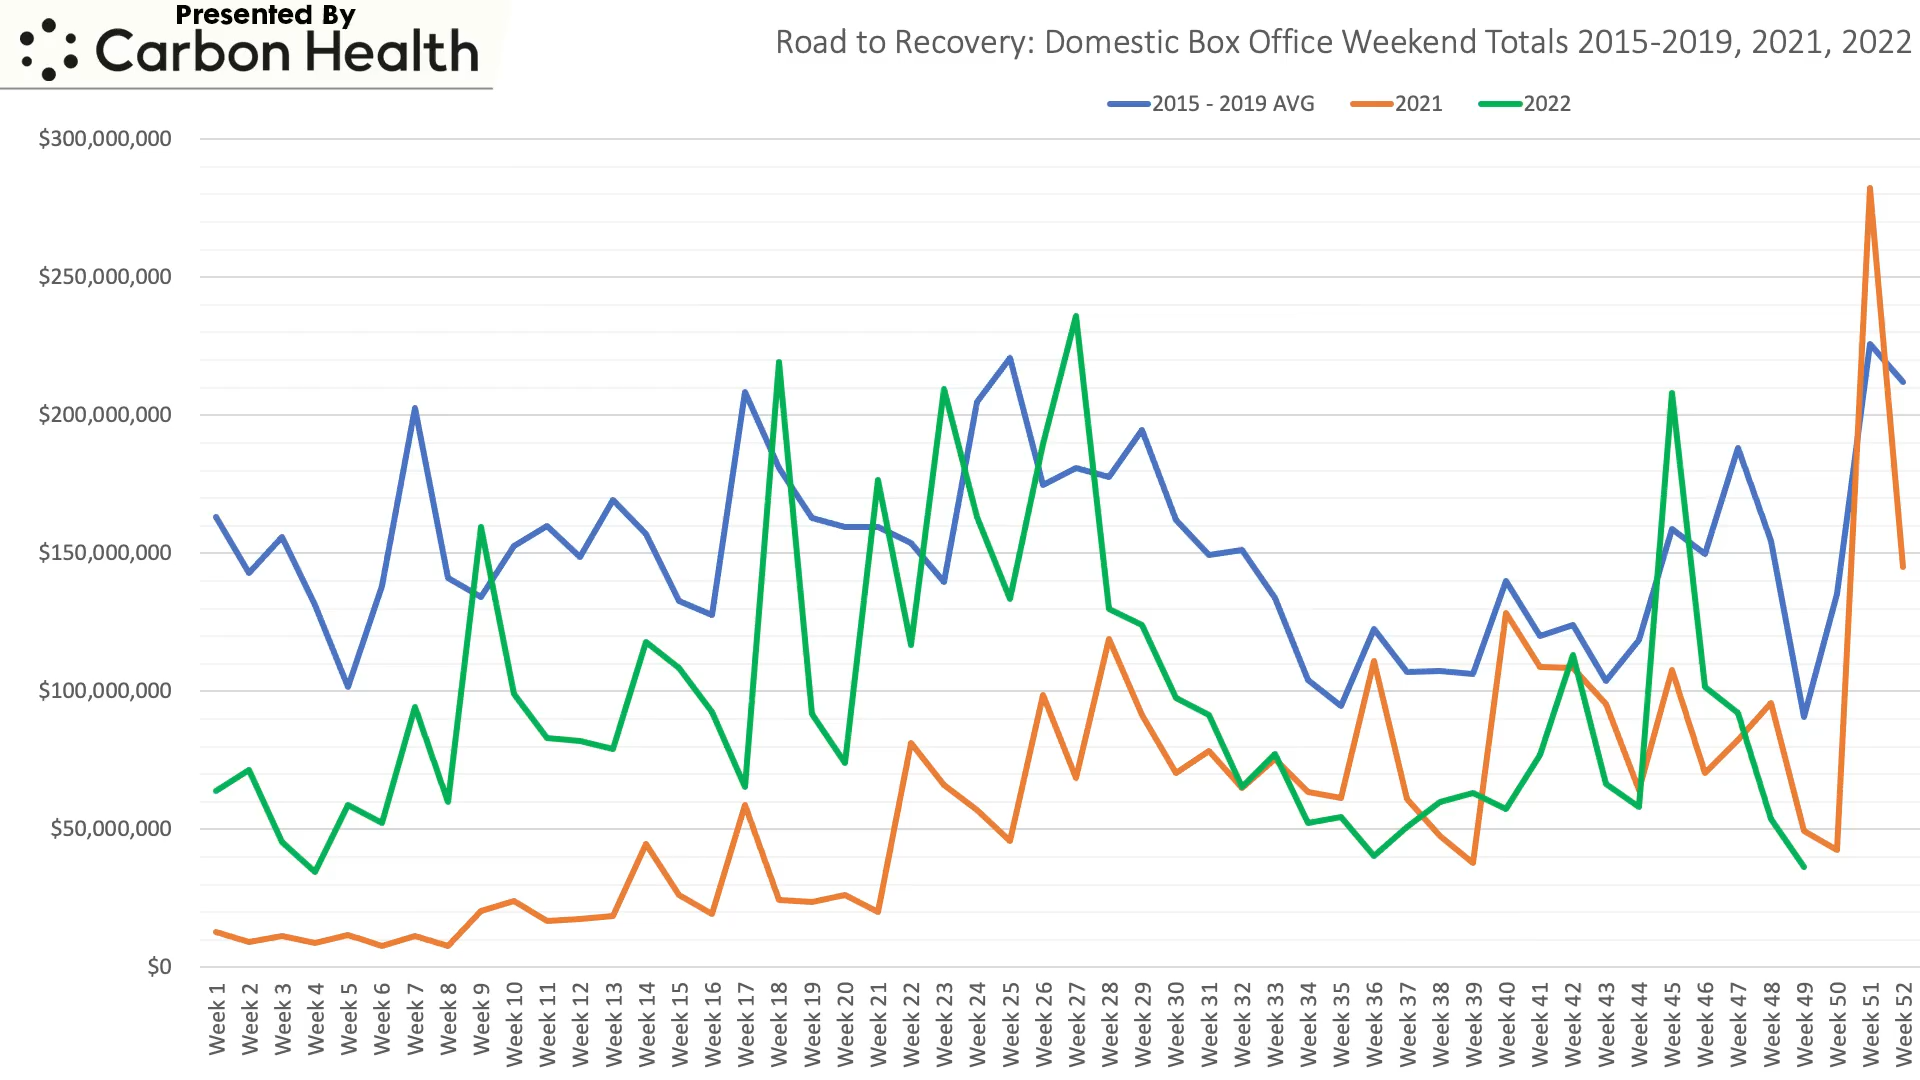 Presented By
Carbon Health
Road to Recovery: Domestic Box Office Weekend Totals 2015-2019, 2021, 2022
2015 - 2019 AVG
2021
2022
$300,000,000
$250,000,000
$200,000,000
$150,000,000
$100,000,000
$50,000,000
$0
Week 1
Week 2
Week 3
Week 4
Week 5
Week 6
Week 7
Week 8
Week 9
Week 10
Week 11
Week 12
Week 13
Week 14
Week 15
Week 16
Week 17
Week 18
Week 19
Week 20
Week 21
Week 22
Week 23
Week 24
Week 25
Week 26
Week 27
Week 28
Week 29
Week 30
Week 31
Week 32
Week 33
Week 34
Week 35
Week 36
Week 37
Week 38
Week 39
Week 40
Week 41
Week 42
Week 43
Week 44
Week 45
Week 46
Week 47
Week 48
Week 49
Week 50
Week 51
Week 52